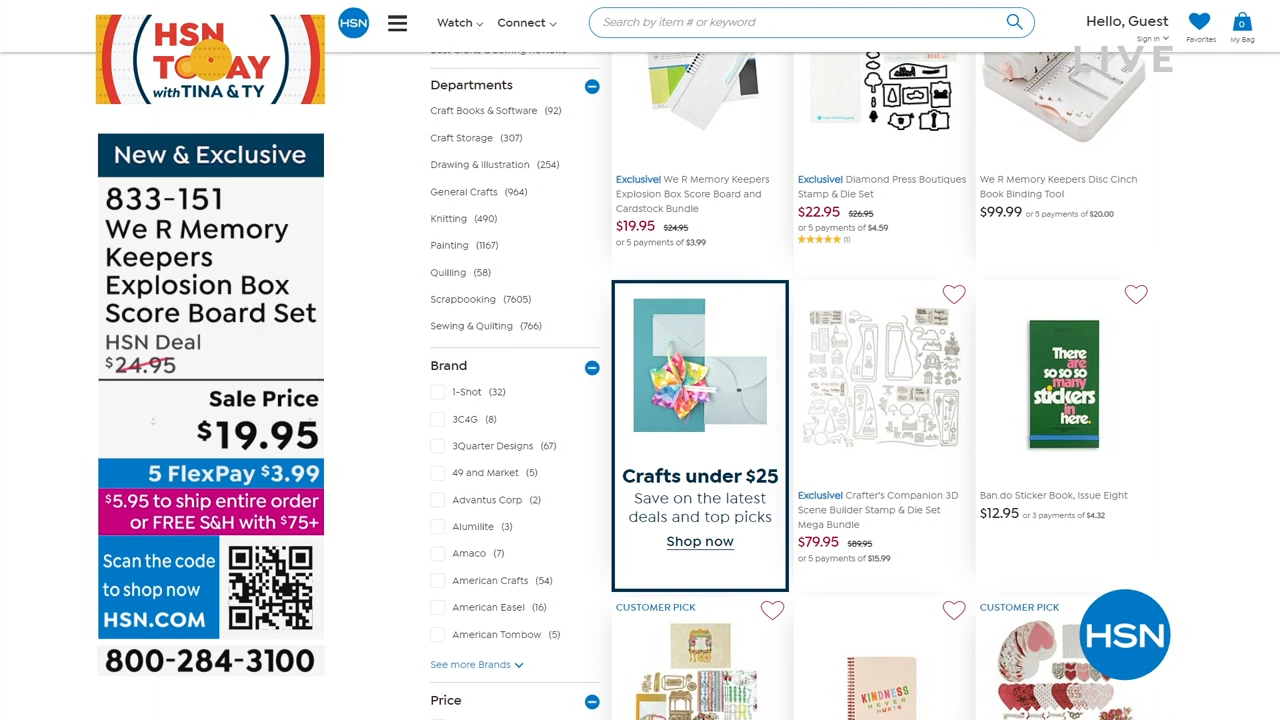 HSN
TODAY
with TINA & TY
New & Exclusive
833-151
We R Memory
Keepers
Explosion Box
Score Board Set
HSN Deal
$24.95
Sale Price
$19.95
5 FlexPay $3.99
$5.95 to ship entire order
or FREE S&H with $75+
Scan the code
to shop now
HSN.COM
800-284-3100
HSN
Watch
Connect
Search by item # or keyword
Hello, Guest
Sign in
Favorites
0
My Bag
LIVE
Departments
Craft Books & Software (92)
Craft Storage (307)
Drawing & Illustration (254)
General Crafts (964)
Knitting (490)
Painting (1167)
Quilling (58)
Scrapbooking (7605)
Sewing & Quilting (766)
Brand
1-Shot (32)
3C4G (8)
3Quarter Designs (67)
49 and Market (5)
Advantus Corp (2)
Alumilite (3)
Amaco (7)
American Crafts (54)
American Easel (16)
American Tombow (5)
See more Brands
Price
Exclusive! We R Memory Keepers
Explosion Box Score Board and
Cardstock Bundle
$19.95 $24.95
or 5 payments of $3.99
Exclusive! Diamond Press Boutiques
Stamp & Die Set
$22.95 $26.95
or 5 payments of $4.59
(1)
We R Memory Keepers Disc Cinch
Book Binding Tool
$99.99 or 5 payments of $20.00
Crafts under $25
Save on the latest
deals and top picks
Shop now
Exclusive! Crafter's Companion 3D
Scene Builder Stamp & Die Set
Mega Bundle
$79.95 $89.95
or 5 payments of $15.99
There
are
so so so
many
stickers
in
here.
Ban.do Sticker Book, Issue Eight
$12.95 or 3 payments of $4.32
CUSTOMER PICK
KINDNESS
NEVER
HURTS
CUSTOMER PICK
HSN